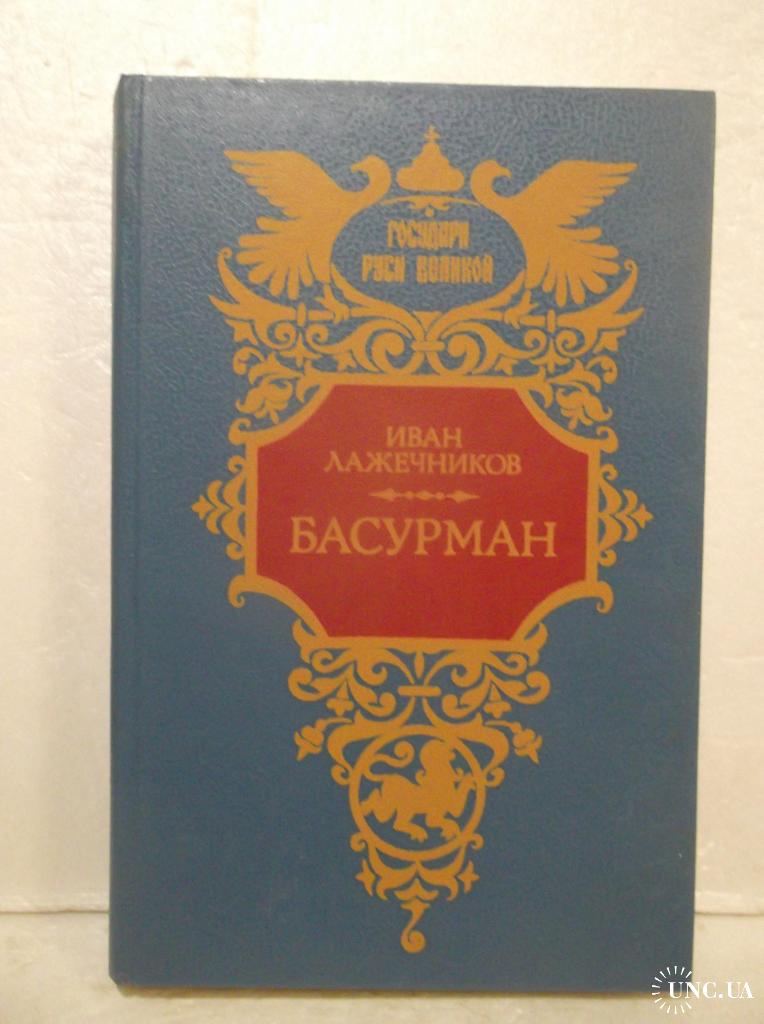 ГОСУДАРИ
РУСИ ВЕЛИКОЙ
ИВАН
ЛАЖЕЧНИКОВ
БАСУРМАН
UNC.UA